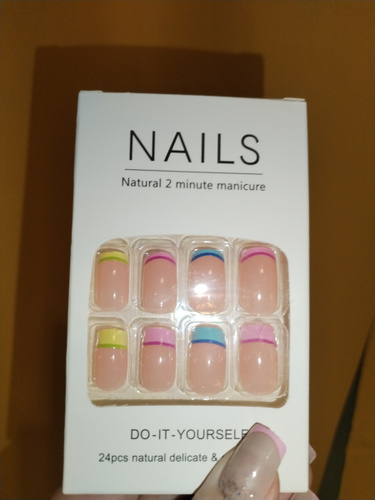 NAILS
Natural 2 minute manicure
DO-IT-YOURSELF
24pcs natural delicate &